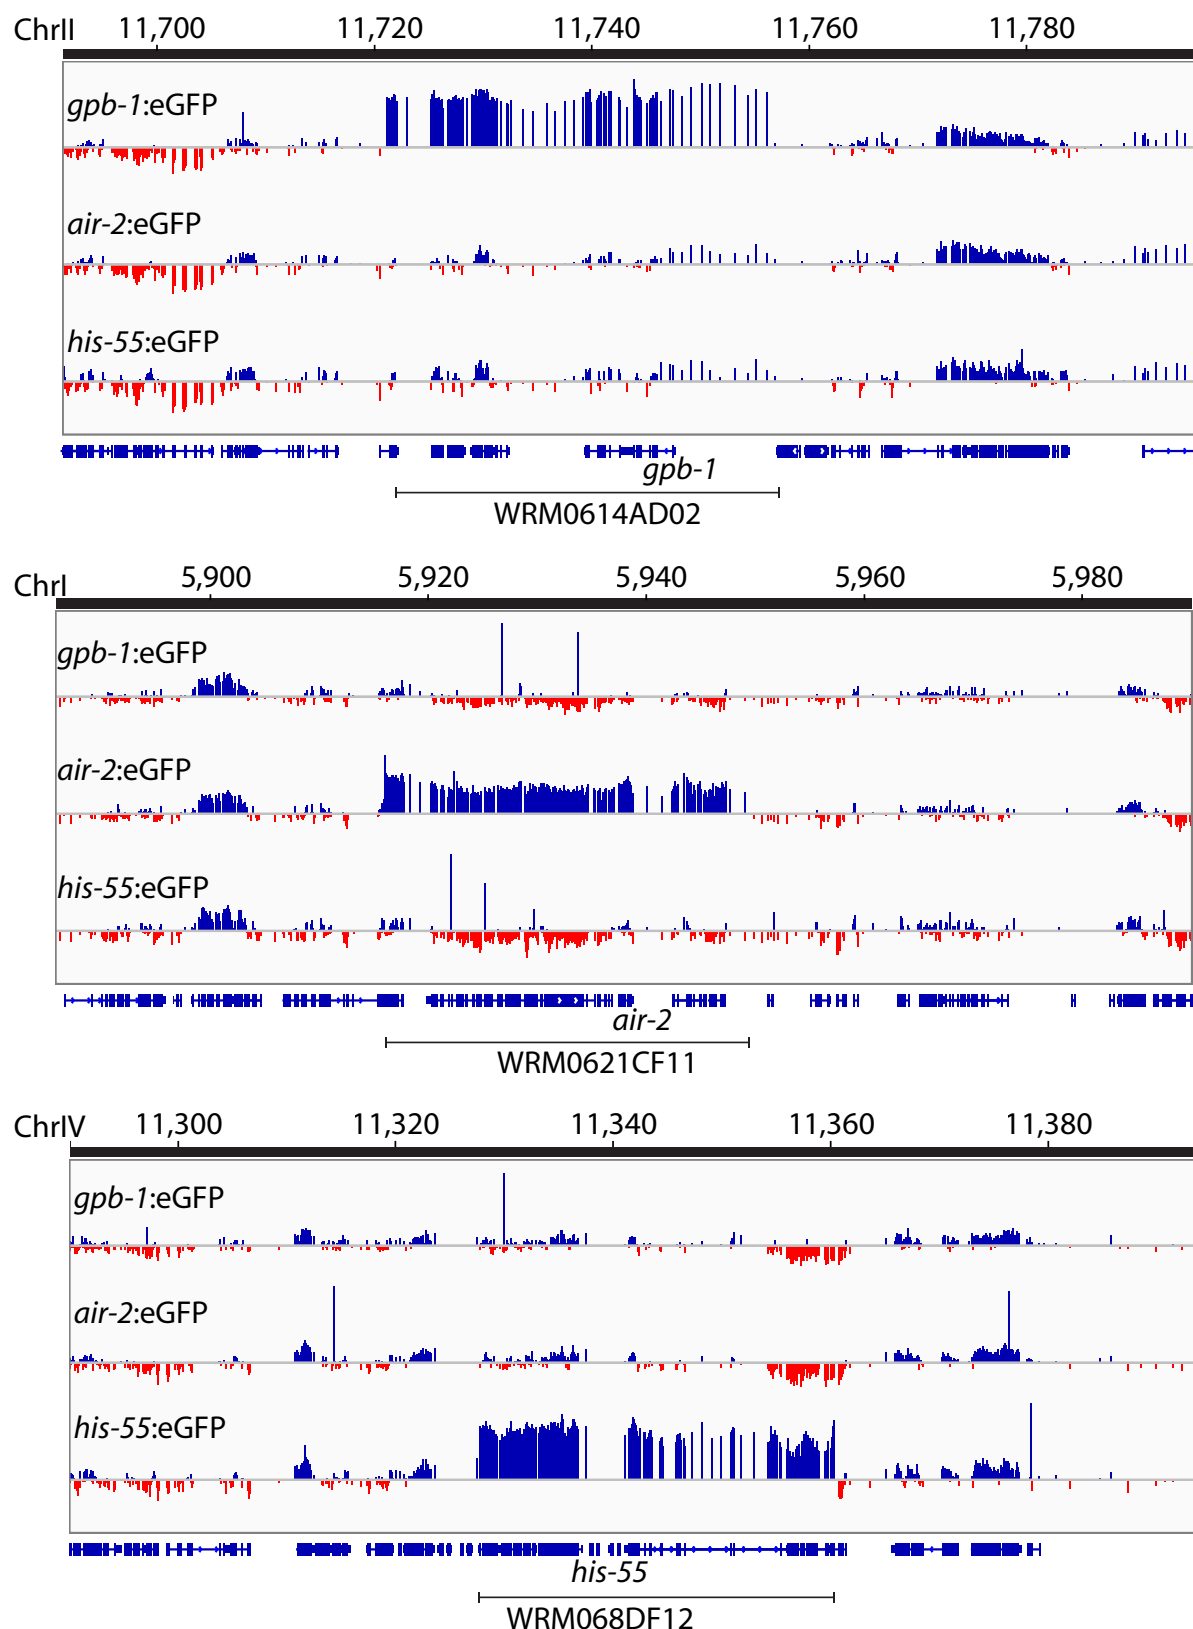 ChrII 11,700 11,720 11,740 11,760 11,780
gpb-1:eGFP
air-2:eGFP
his-55:eGFP
gpb-1
WRM0614AD02
ChrI 5,900 5,920 5,940 5,960 5,980
gpb-1:eGFP
air-2:eGFP
his-55:eGFP
air-2
WRM0621CF11
ChrIV 11,300 11,320 11,340 11,360 11,380
gpb-1:eGFP
air-2:eGFP
his-55:eGFP
his-55
WRM068DF12